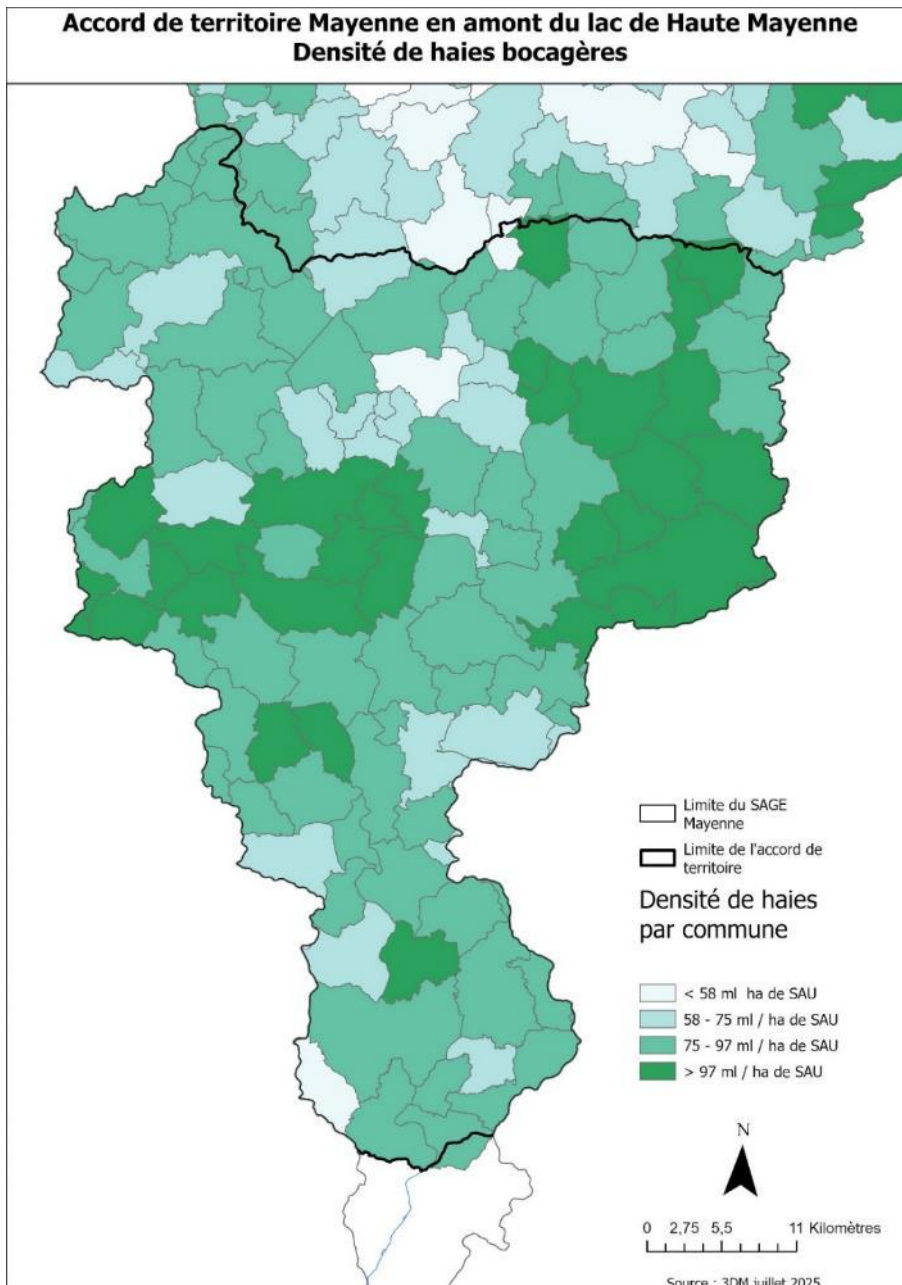 Accord de territoire Mayenne en amont du lac de Haute Mayenne
Densité de haies bocagères
Limite du SAGE
Mayenne
Limite de l'accord de
territoire
Densité de haies
par commune
< 58 ml ha de SAU
58 - 75 ml / ha de SAU
75 - 97 ml / ha de SAU
> 97 ml / ha de SAU
N
0 2,75 5,5 11 Kilomètres
Source : 3DM juillet 2025